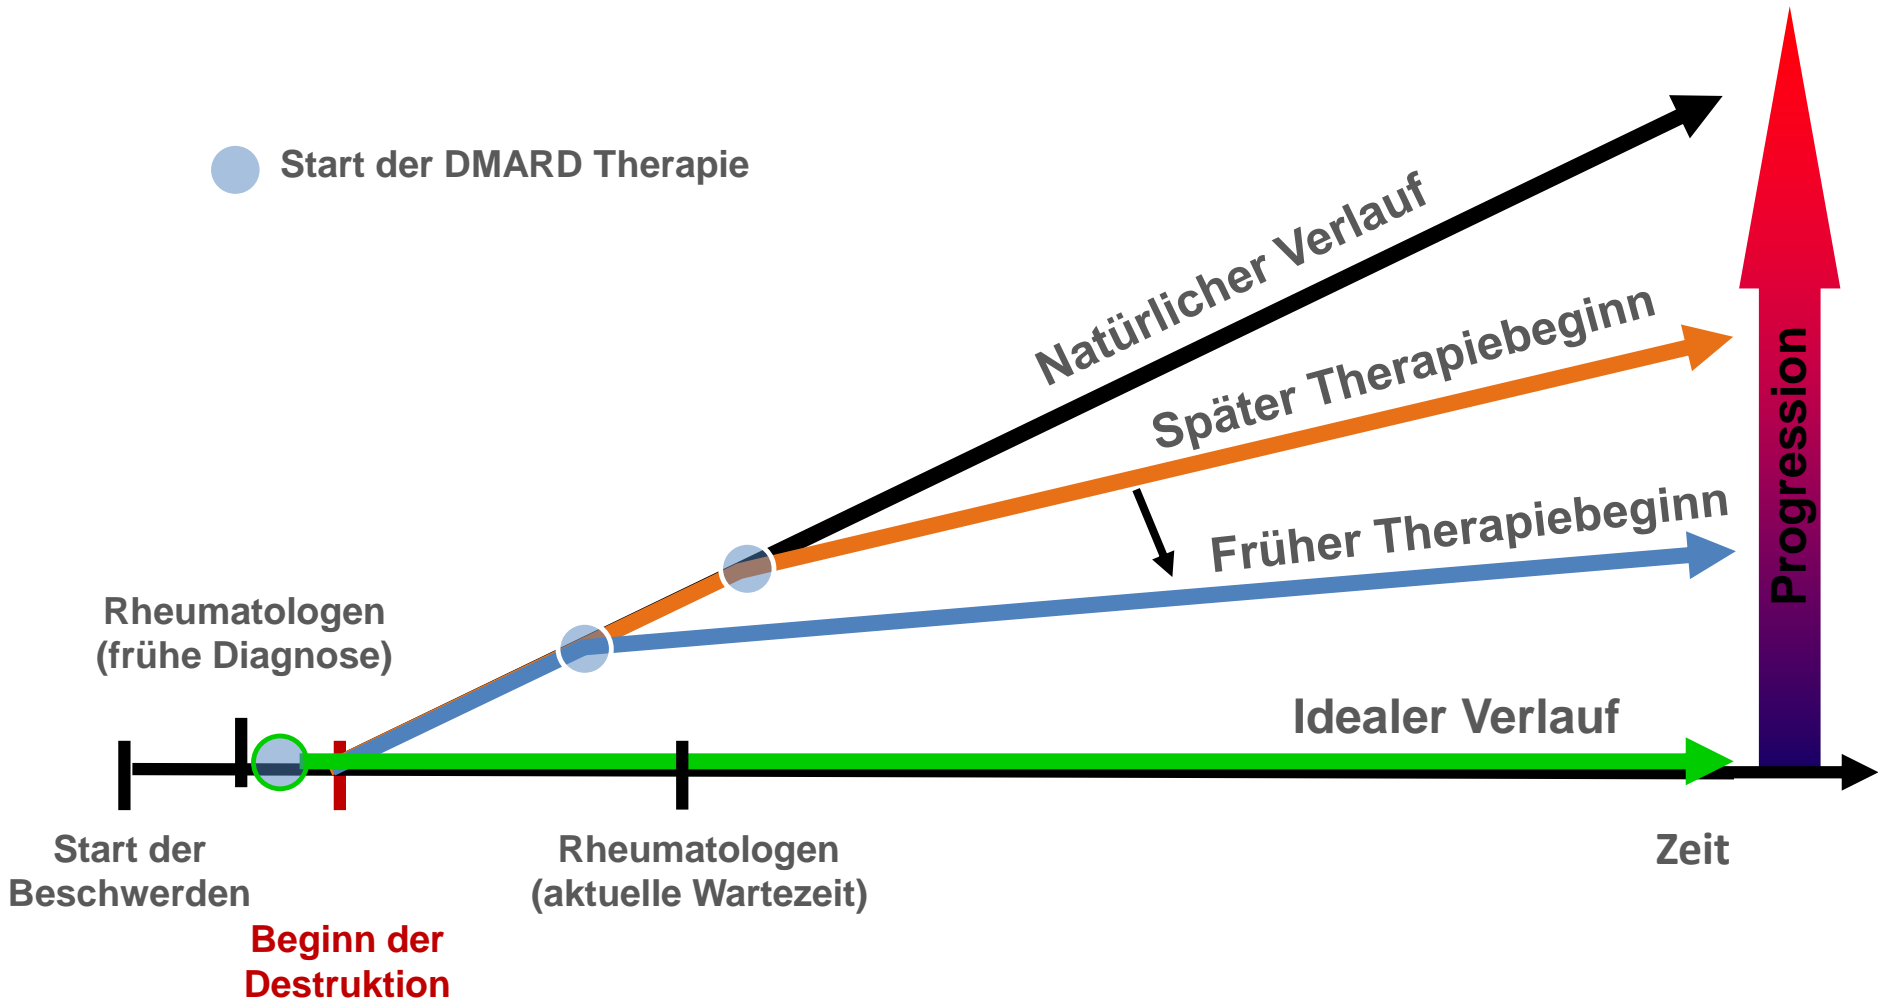 Start der DMARD Therapie
Natürlicher Verlauf
Später Therapiebeginn
Früher Therapiebeginn
Progression
Rheumatologen
(frühe Diagnose)
Idealer Verlauf
Start der
Beschwerden
Rheumatologen
(aktuelle Wartezeit)
Zeit
Beginn der
Destruktion